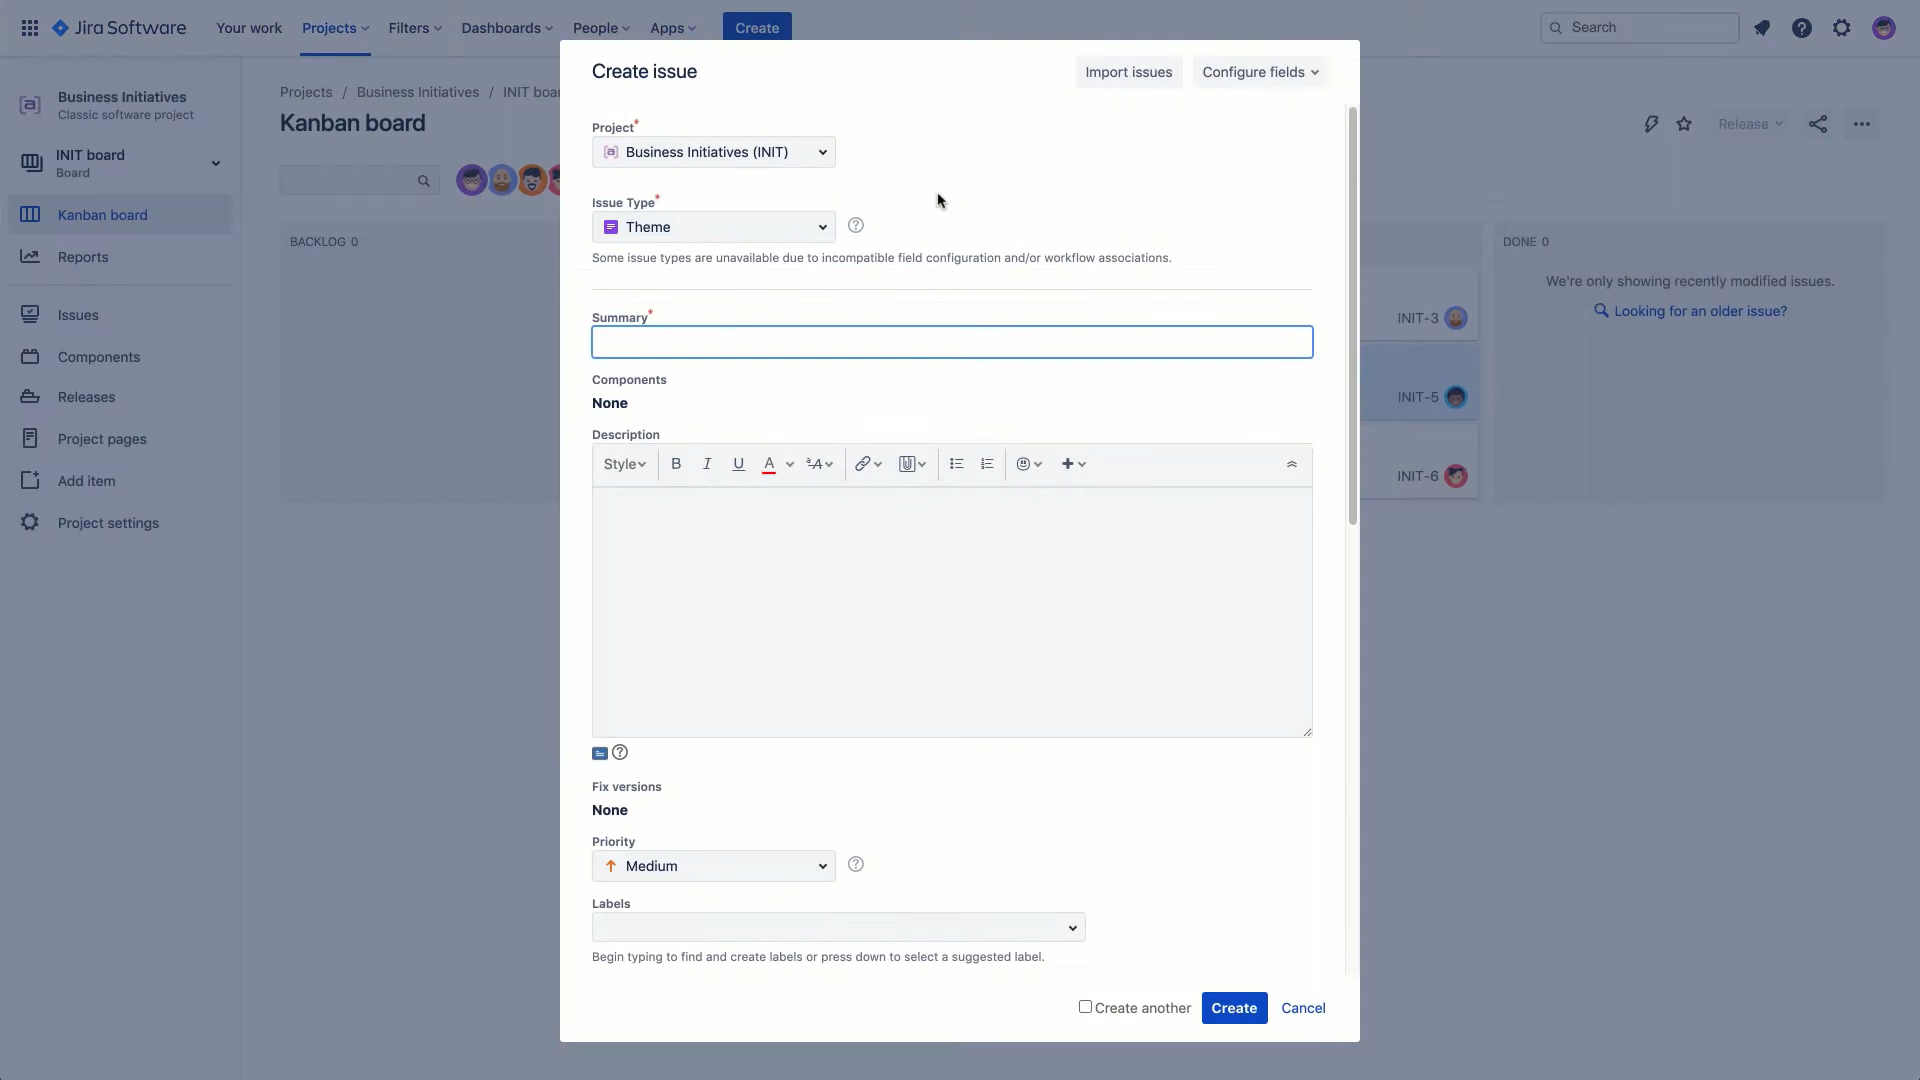 Jira Software
Your work
Projects
Filters
Dashboards
People
Apps
Create
Search
Business Initiatives
Classic software project
INIT board
Board
Kanban board
Reports
Issues
Components
Releases
Project pages
Add item
Project settings
Projects / Business Initiatives / INIT boa
Kanban board
Release
BACKLOG 0
INIT-3
INIT-5
INIT-6
DONE 0
We're only showing recently modified issues.
Looking for an older issue?
Create issue
Import issues
Configure fields
Project*
Business Initiatives (INIT)
Issue Type*
Theme
Some issue types are unavailable due to incompatible field configuration and/or workflow associations.
Summary*
Components
None
Description
Style
B I U A
Fix versions
None
Priority
Medium
Labels
Begin typing to find and create labels or press down to select a suggested label.
Create another
Create
Cancel